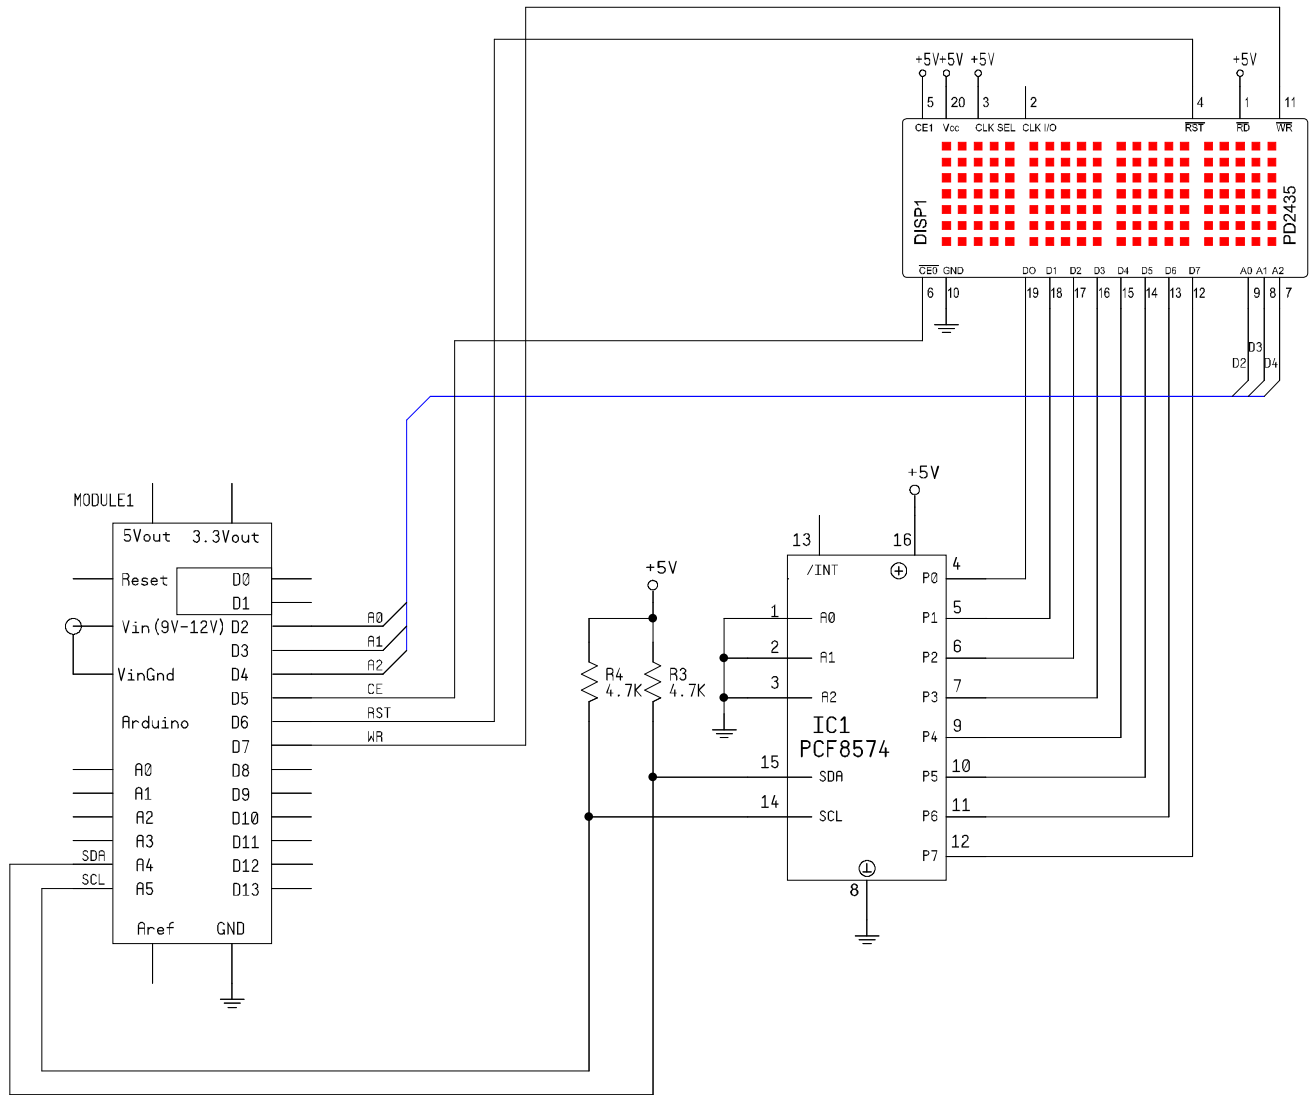 +5V +5V +5V +5V
5 20 3 2 4 1 11
CE1 Vcc CLK SEL CLK I/O RST RD WR
DISP1
PD2435
CE0 GND DO D1 D2 D3 D4 D5 D6 D7 A0 A1 A2
6 10 19 18 17 16 15 14 13 12 9 8 7
D2 D3 D4
+5V
MODULE1
5Vout 3.3Vout
Reset D0
D1
Vin(9V-12V) D2 A0
D3 A1
VinGnd D4 A2
D5 CE
Arduino D6 RST
D7 WR
A0 D8
A1 D9
A2 D10
A3 D11
SDA A4 D12
SCL A5 D13
Aref GND
+5V
R4 4.7K
R3 4.7K
13 16
/INT P0 4
1 A0 P1 5
2 A1 P2 6
3 A2 P3 7
IC1
PCF8574
P4 9
15 SDA P5 10
14 SCL P6 11
P7 12
8